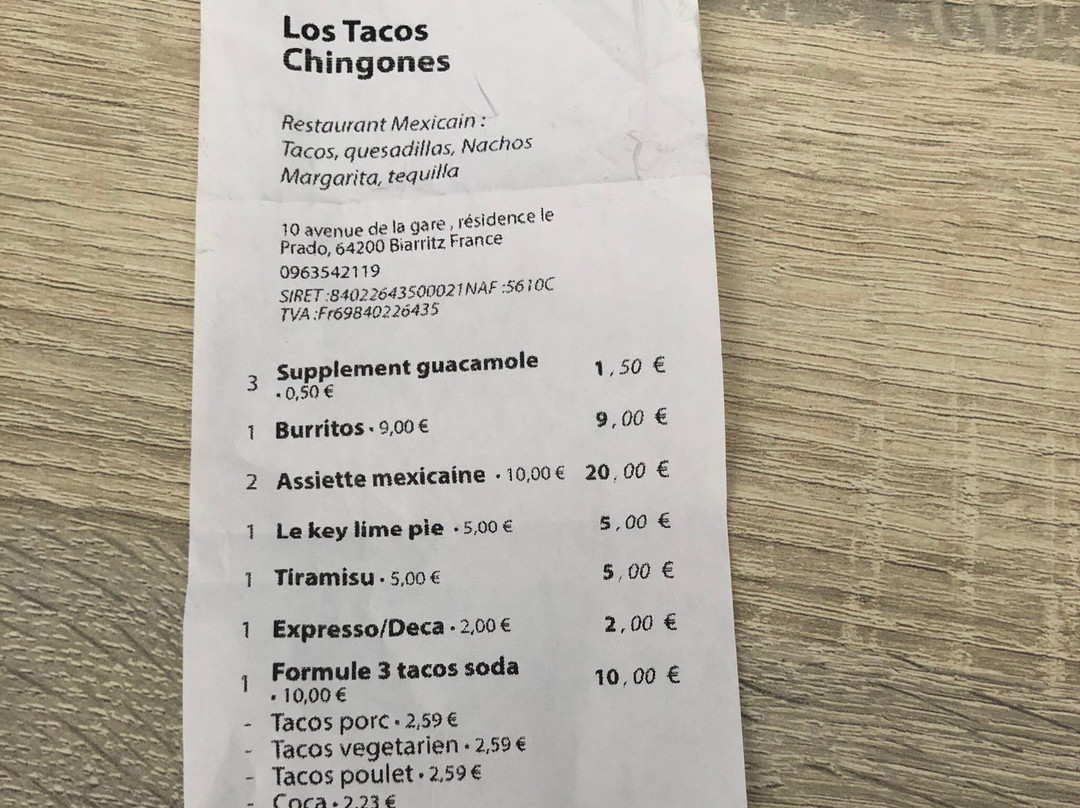 Los Tacos
Chingones
Restaurant Mexicain :
Tacos, quesadillas, Nachos
Margarita, tequilla
10 avenue de la gare , résidence le
Prado, 64200 Biarritz France
0963542119
SIRET :84022643500021NAF :5610C
TVA :Fr69840226435
3 Supplement guacamole 1,50 €
• 0,50 €
1 Burritos • 9,00 € 9,00 €
2 Assiette mexicaine • 10,00 € 20,00 €
1 Le key lime pie • 5,00 € 5,00 €
1 Tiramisu • 5,00 € 5,00 €
1 Expresso/Deca • 2,00 € 2,00 €
1 Formule 3 tacos soda 10,00 €
• 10,00 €
- Tacos porc • 2,59 €
- Tacos vegetarien • 2,59 €
- Tacos poulet • 2,59 €
- Coca • 2,23 €